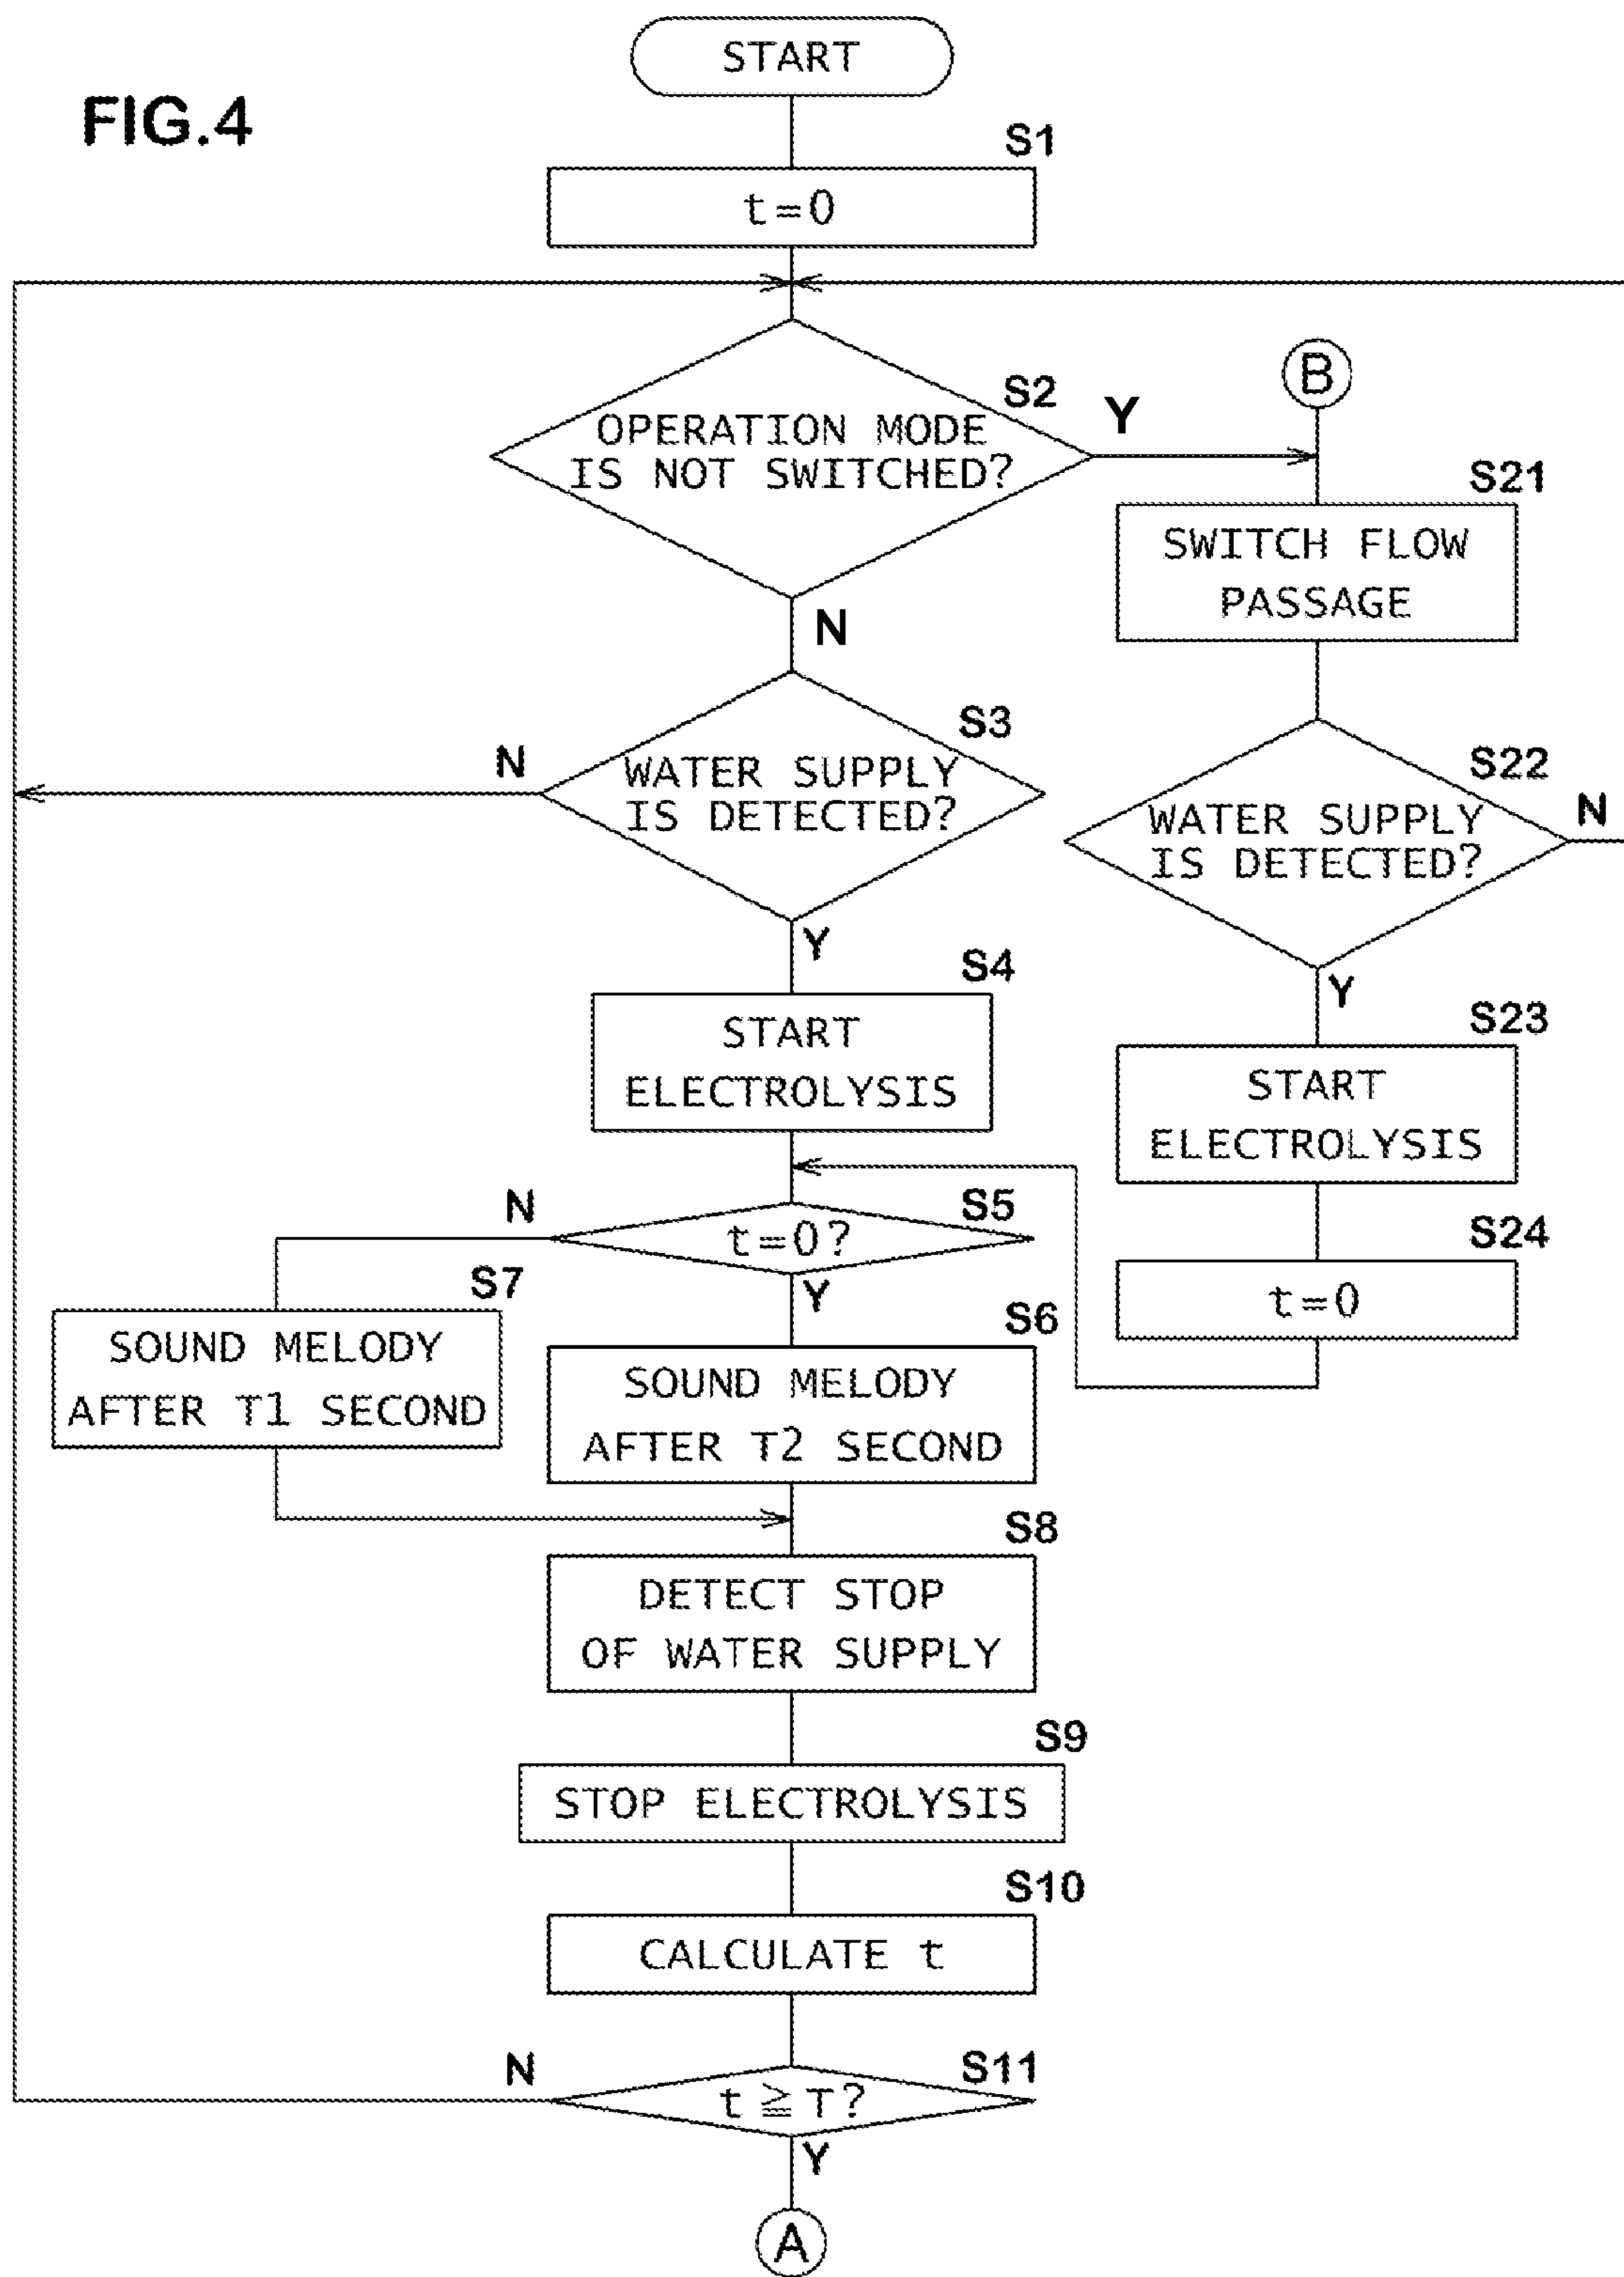 START
FIG.4
S1
t=0
S2
OPERATION MODE
IS NOT SWITCHED?
Y
N
B
S21
SWITCH FLOW
PASSAGE
S3
WATER SUPPLY
IS DETECTED?
N
Y
S22
WATER SUPPLY
IS DETECTED?
N
Y
S4
START
ELECTROLYSIS
S23
START
ELECTROLYSIS
S5
t=0?
N
Y
S24
t=0
S7
SOUND MELODY
AFTER T1 SECOND
S6
SOUND MELODY
AFTER T2 SECOND
S8
DETECT STOP
OF WATER SUPPLY
S9
STOP ELECTROLYSIS
S10
CALCULATE t
S11
t≧T?
N
Y
A